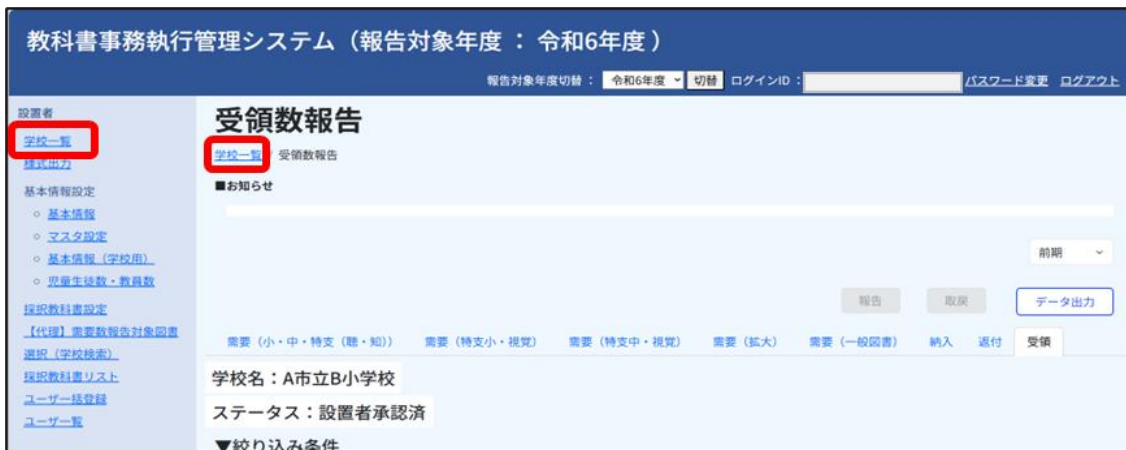 教科書事務執行管理システム（報告対象年度 ： 令和6年度 ）
報告対象年度切替 ： 令和6年度 切替 ログインID ： パスワード変更 ログアウト
設置者
学校一覧
様式出力
基本情報設定
基本情報
マスタ設定
基本情報（学校用）
児童生徒数・教員数
採択教科書設定
【代理】需要数報告対象図書
選択（学校検索）
採択教科書リスト
ユーザ一括登録
ユーザ一覧
受領数報告
学校一覧 / 受領数報告
■お知らせ
前期
報告 取戻 データ出力
需要（小・中・特支（聴・知）） 需要（特支小・視覚） 需要（特支中・視覚） 需要（拡大） 需要（一般図書） 納入 返付 受領
学校名：A市立B小学校
ステータス：設置者承認済
▼絞り込み条件